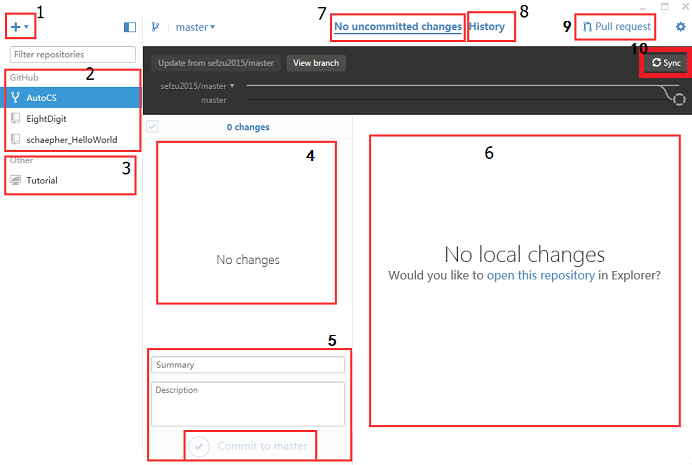 1
7
8
9
master
No uncommitted changes
History
Pull request
Filter repositories
10
Update from sefzu2015/master
View branch
Sync
2
GitHub
sefzu2015/master
AutoCS
master
EightDigit
0 changes
schaepher_HelloWorld
4
6
Other
3
Tutorial
No changes
No local changes
Would you like to open this repository in Explorer?
5
Summary
Description
Commit to master